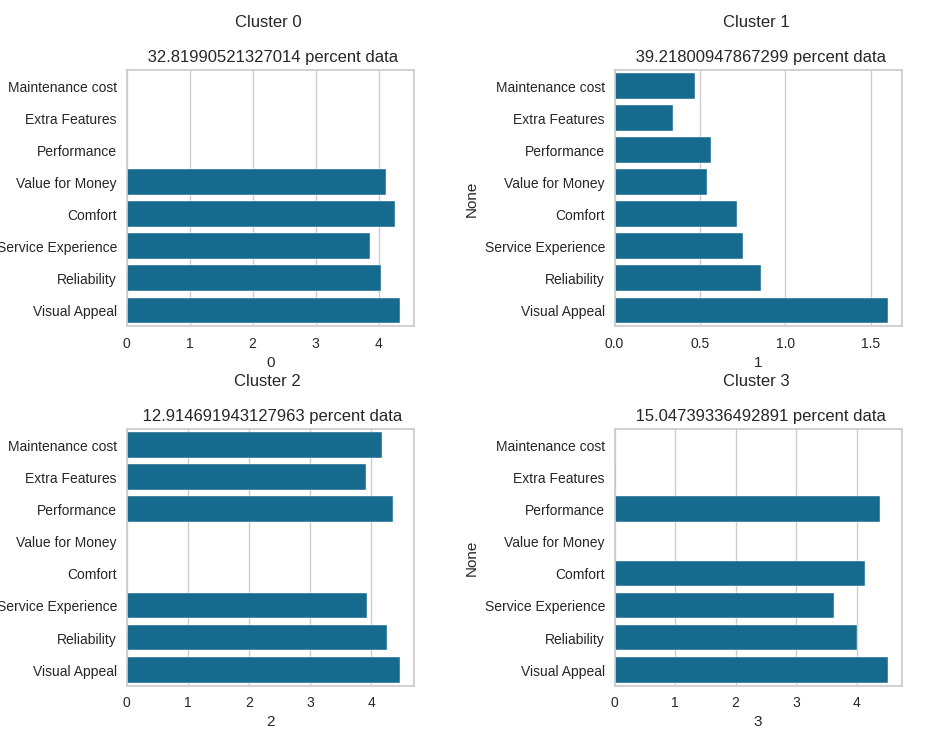 Cluster 0
32.81990521327014 percent data
Maintenance cost
Extra Features
Performance
Value for Money
Comfort
Service Experience
Reliability
Visual Appeal
0 1 2 3 4
0
Cluster 1
39.21800947867299 percent data
None
Maintenance cost
Extra Features
Performance
Value for Money
Comfort
Service Experience
Reliability
Visual Appeal
0.0 0.5 1.0 1.5
1
Cluster 2
12.914691943127963 percent data
Maintenance cost
Extra Features
Performance
Value for Money
Comfort
Service Experience
Reliability
Visual Appeal
0 1 2 3 4
2
Cluster 3
15.04739336492891 percent data
None
Maintenance cost
Extra Features
Performance
Value for Money
Comfort
Service Experience
Reliability
Visual Appeal
0 1 2 3 4
3